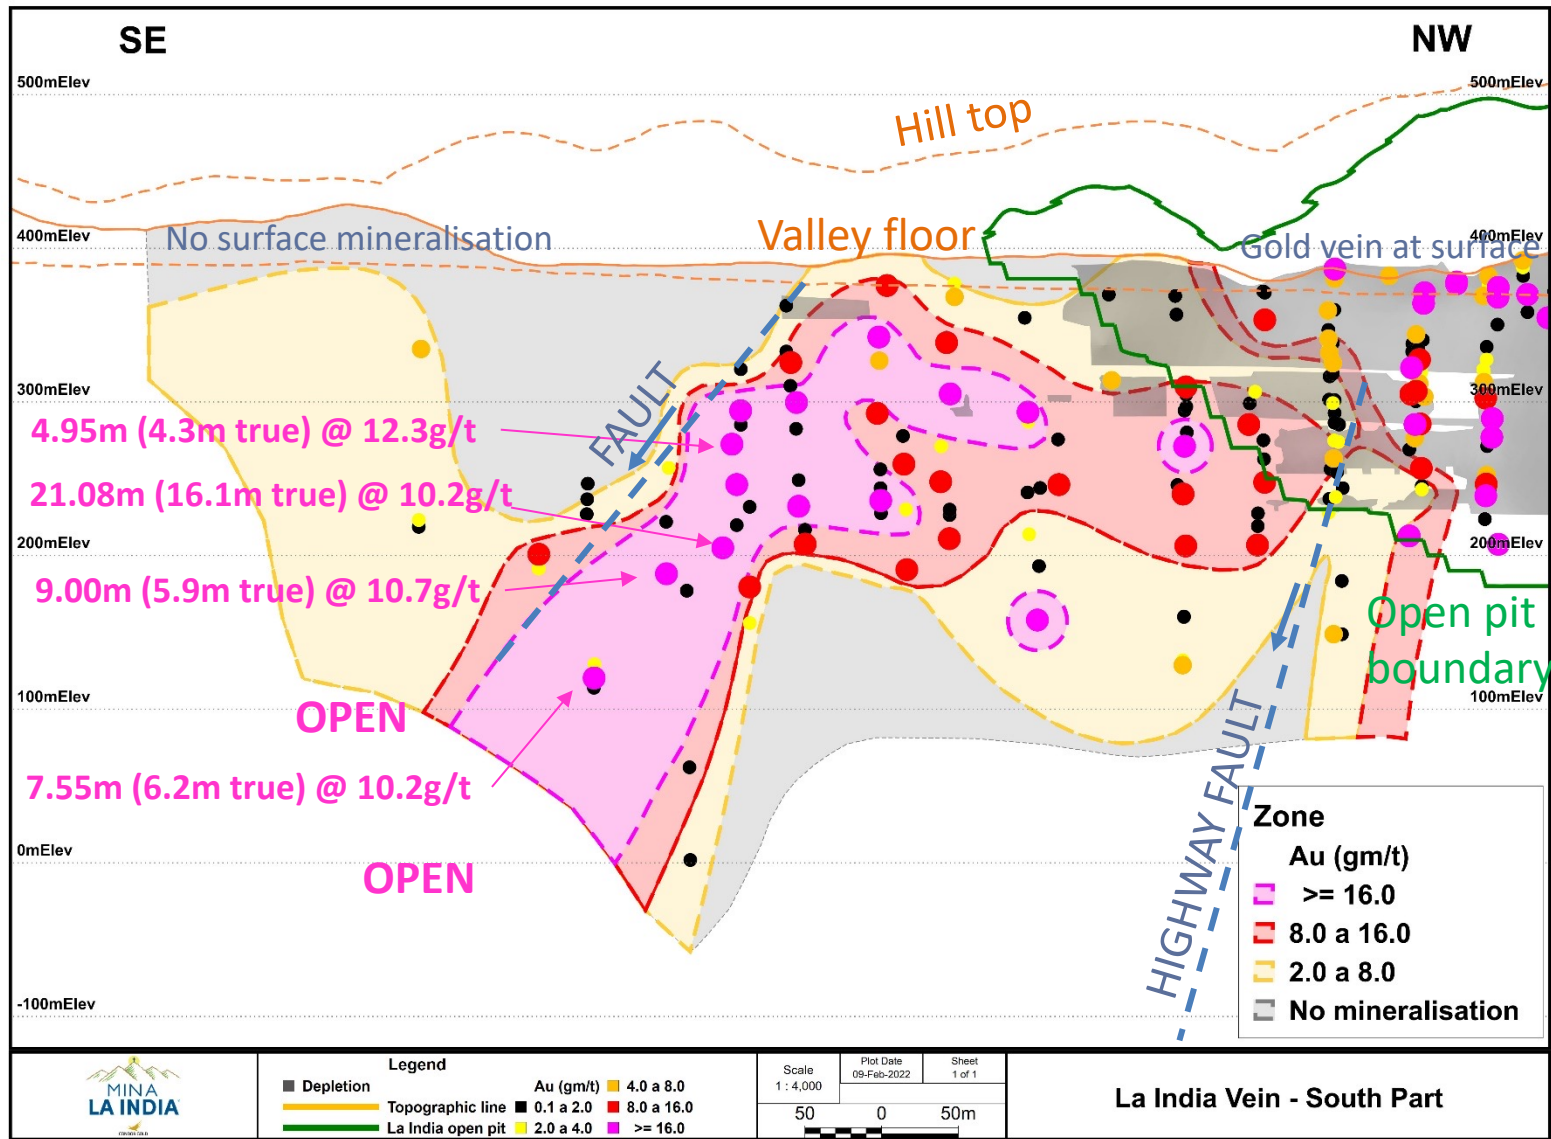 SE
NW
500mElev
500mElev
Hill top
400mElev
No surface mineralisation
Valley floor
400mElev
Gold vein at surface
FAULT
300mElev
300mElev
4.95m (4.3m true) @ 12.3g/t
21.08m (16.1m true) @ 10.2g/t
200mElev
200mElev
9.00m (5.9m true) @ 10.7g/t
Open pit
boundary
100mElev
100mElev
OPEN
7.55m (6.2m true) @ 10.2g/t
HIGHWAY FAULT
0mElev
OPEN
-100mElev
Zone
Au (gm/t)
>= 16.0
8.0 a 16.0
2.0 a 8.0
No mineralisation
MINA
LA INDIA
CONDOR GOLD
Legend
Depletion
Topographic line
La India open pit
Au (gm/t)
0.1 a 2.0
2.0 a 4.0
4.0 a 8.0
8.0 a 16.0
>= 16.0
Scale
1 : 4,000
Plot Date
09-Feb-2022
Sheet
1 of 1
50 0 50m
La India Vein - South Part